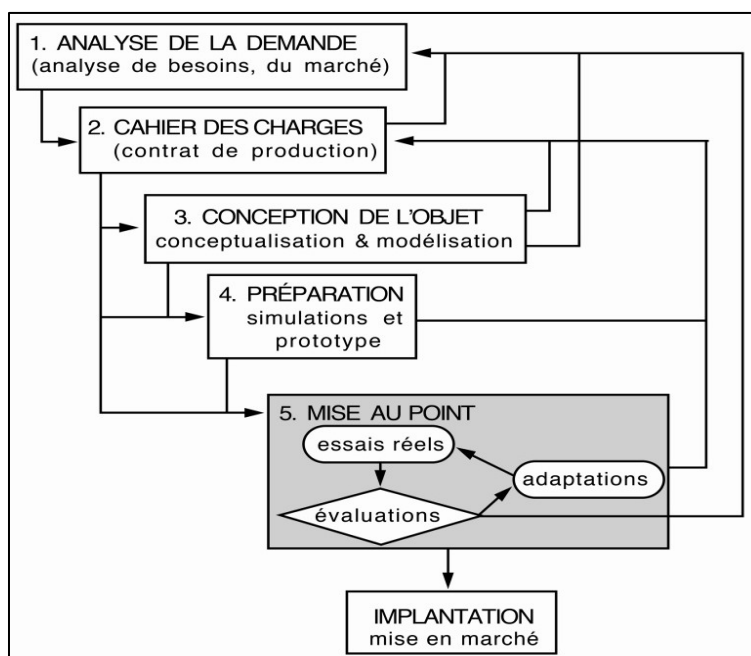 1. ANALYSE DE LA DEMANDE
(analyse de besoins, du marché)
2. CAHIER DES CHARGES
(contrat de production)
3. CONCEPTION DE L'OBJET
conceptualisation & modélisation
4. PRÉPARATION
simulations et
prototype
5. MISE AU POINT
essais réels
adaptations
évaluations
IMPLANTATION
mise en marché